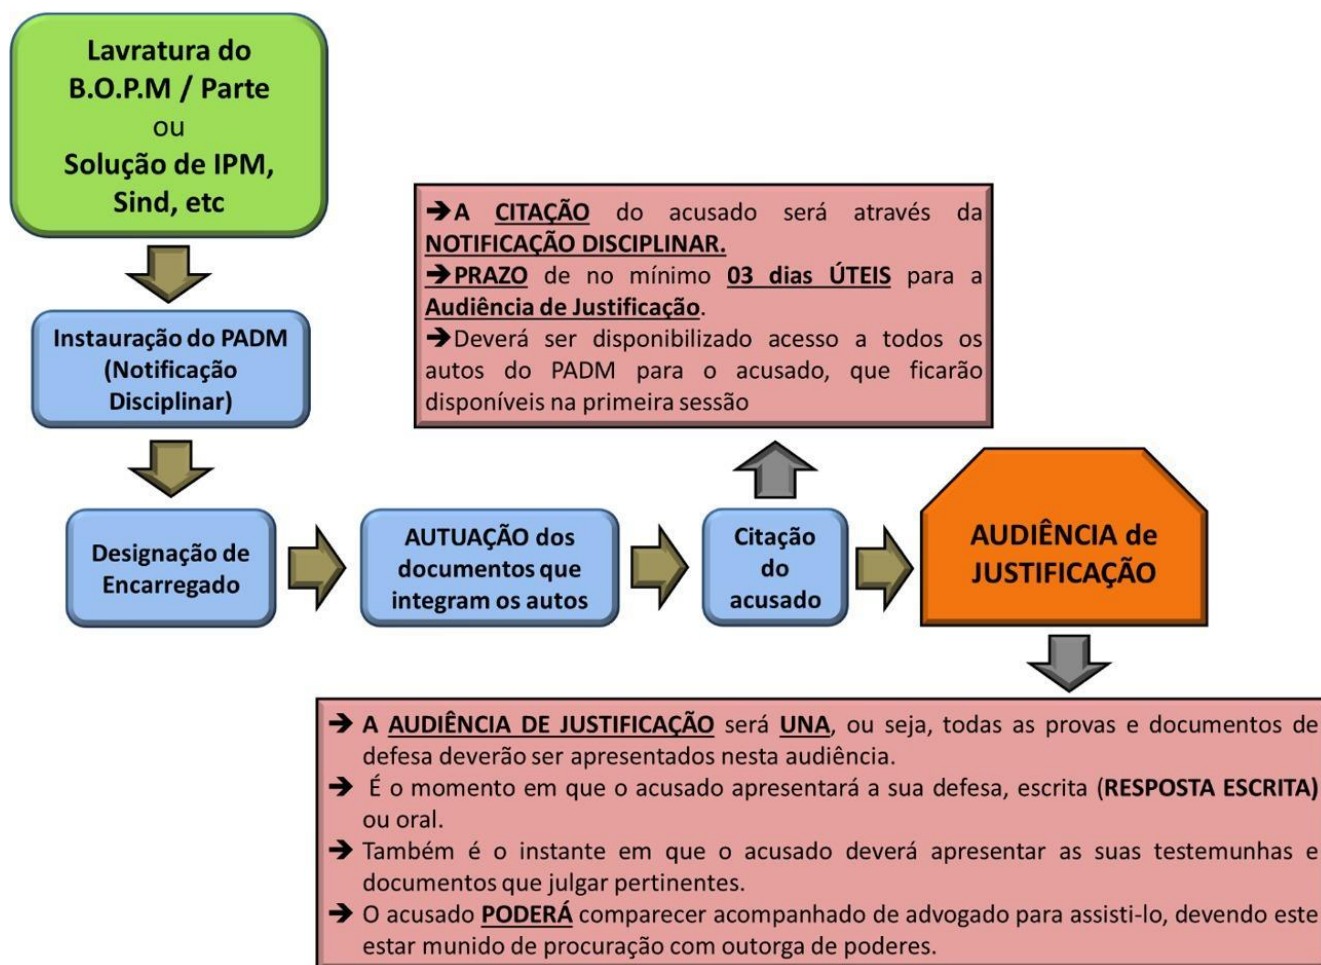 Lavratura do
B.O.P.M / Parte
ou
Solução de IPM,
Sind, etc
Instauração do PADM
(Notificação
Disciplinar)
Designação de
Encarregado
AUTUAÇÃO dos
documentos que
integram os autos
Citação
do
acusado
➔A CITAÇÃO do acusado será através da
NOTIFICAÇÃO DISCIPLINAR.
➔PRAZO de no mínimo 03 dias ÚTEIS para a
Audiência de Justificação.
➔Deverá ser disponibilizado acesso a todos os
autos do PADM para o acusado, que ficarão
disponíveis na primeira sessão
AUDIÊNCIA de
JUSTIFICAÇÃO
➔ A AUDIÊNCIA DE JUSTIFICAÇÃO será UNA, ou seja, todas as provas e documentos de
defesa deverão ser apresentados nesta audiência.
➔ É o momento em que o acusado apresentará a sua defesa, escrita (RESPOSTA ESCRITA)
ou oral.
➔ Também é o instante em que o acusado deverá apresentar as suas testemunhas e
documentos que julgar pertinentes.
➔ O acusado PODERÁ comparecer acompanhado de advogado para assisti-lo, devendo este
estar munido de procuração com outorga de poderes.